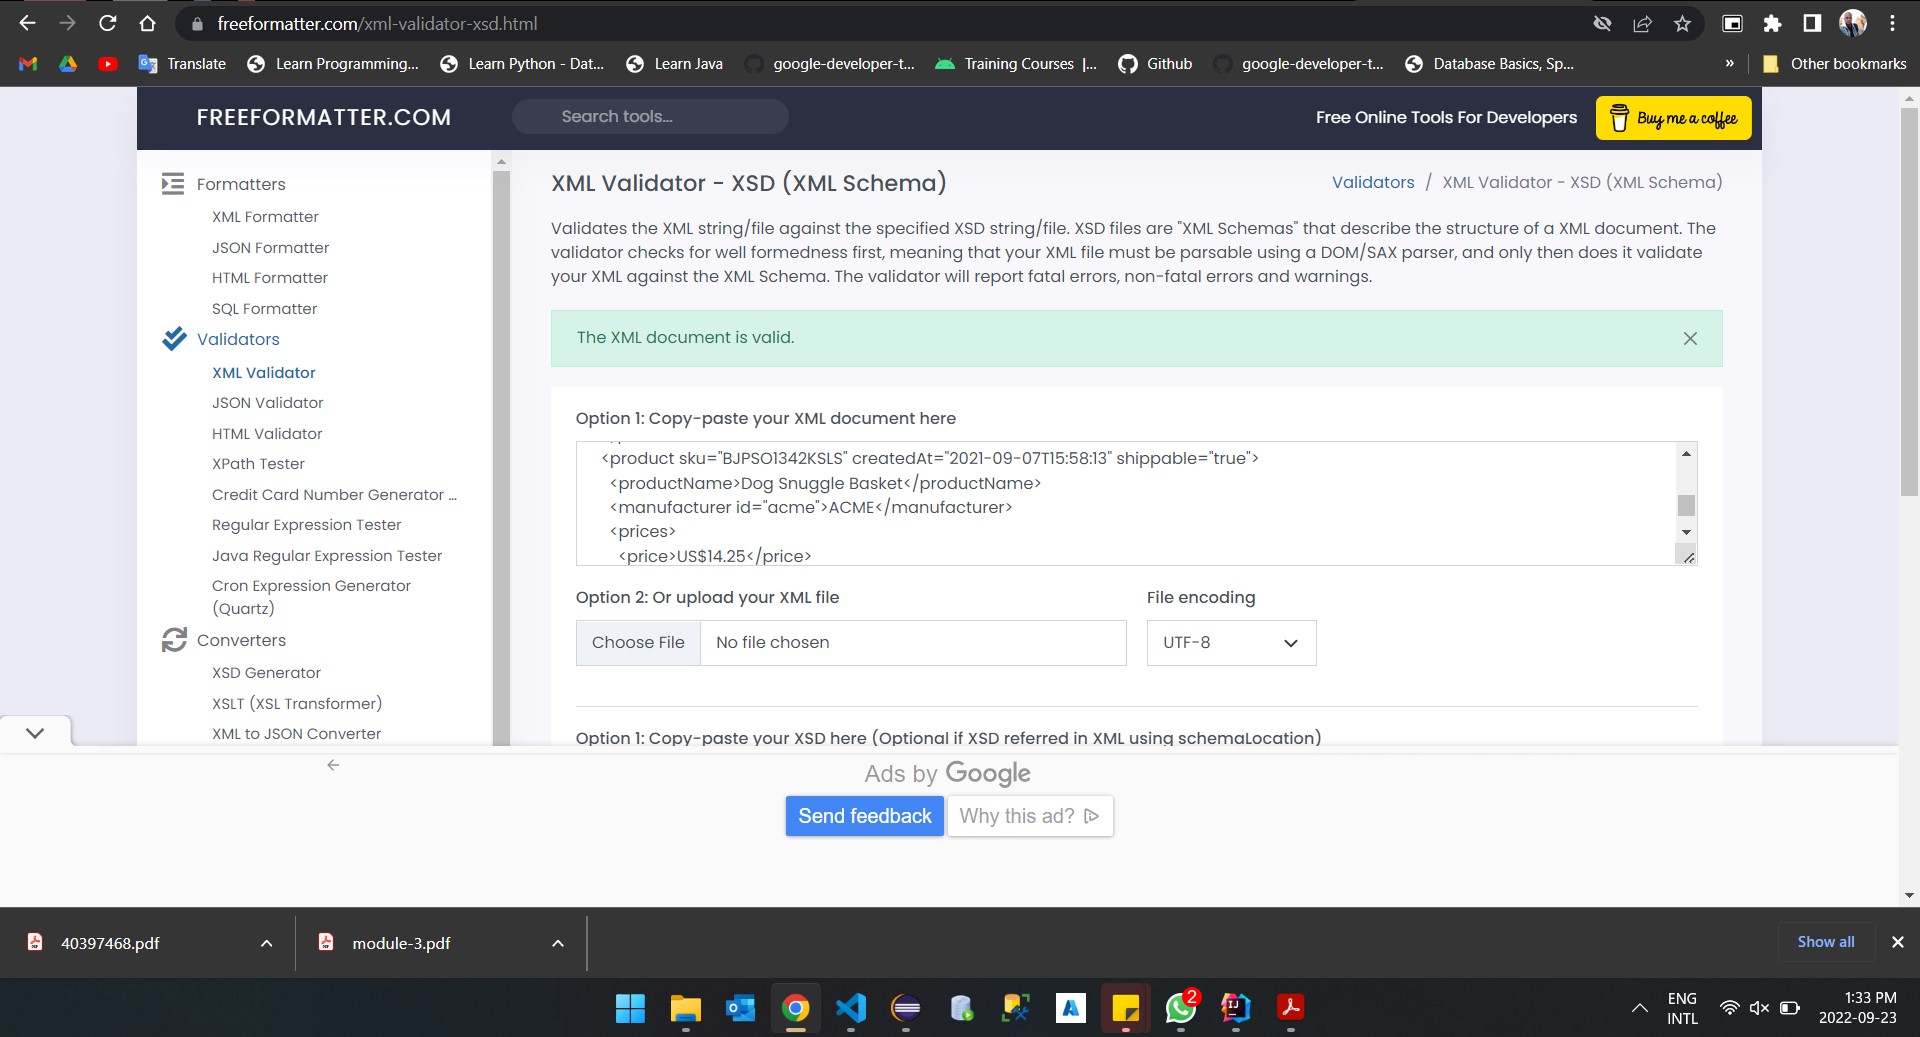 freeformatter.com/xml-validator-xsd.html
Translate
Learn Programming...
Learn Python - Dat...
Learn Java
google-developer-t...
Training Courses |...
Github
google-developer-t...
Database Basics, Sp...
»
Other bookmarks
FREEFORMATTER.COM
Search tools...
Free Online Tools For Developers
Buy me a coffee
Formatters
XML Formatter
JSON Formatter
HTML Formatter
SQL Formatter
Validators
XML Validator
JSON Validator
HTML Validator
XPath Tester
Credit Card Number Generator ...
Regular Expression Tester
Java Regular Expression Tester
Cron Expression Generator
(Quartz)
Converters
XSD Generator
XSLT (XSL Transformer)
XML to JSON Converter
XML Validator - XSD (XML Schema)
Validators / XML Validator - XSD (XML Schema)
Validates the XML string/file against the specified XSD string/file. XSD files are "XML Schemas" that describe the structure of a XML document. The
validator checks for well formedness first, meaning that your XML file must be parsable using a DOM/SAX parser, and only then does it validate
your XML against the XML Schema. The validator will report fatal errors, non-fatal errors and warnings.
The XML document is valid.
Option 1: Copy-paste your XML document here
<product sku="BJPSO1342KSLS" createdAt="2021-09-07T15:58:13" shippable="true">
<productName>Dog Snuggle Basket</productName>
<manufacturer id="acme">ACME</manufacturer>
<prices>
<price>US$14.25</price>
Option 2: Or upload your XML file
File encoding
Choose File
No file chosen
UTF-8
Option 1: Copy-paste your XSD here (Optional if XSD referred in XML using schemaLocation)
Ads by Google
Send feedback
Why this ad?
40397468.pdf
module-3.pdf
Show all
2
ENG
INTL
1:33 PM
2022-09-23